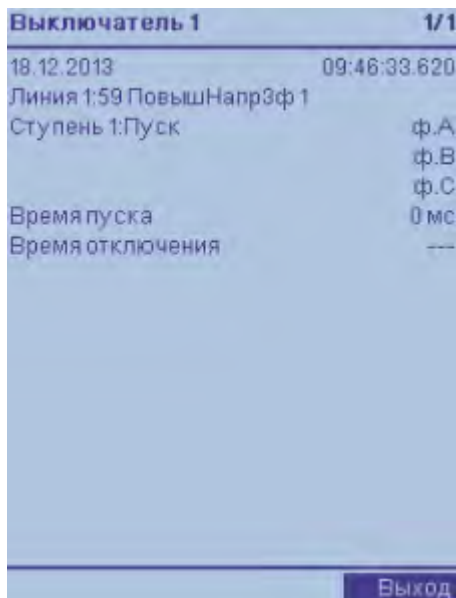 Выключатель 1 1/1
18.12.2013 09:46:33.620
Линия 1:59 ПовышНапр3ф 1
Ступень 1:Пуск ф.A
ф.B
ф.C
Время пуска 0 мс
Время отключения ---
Выход